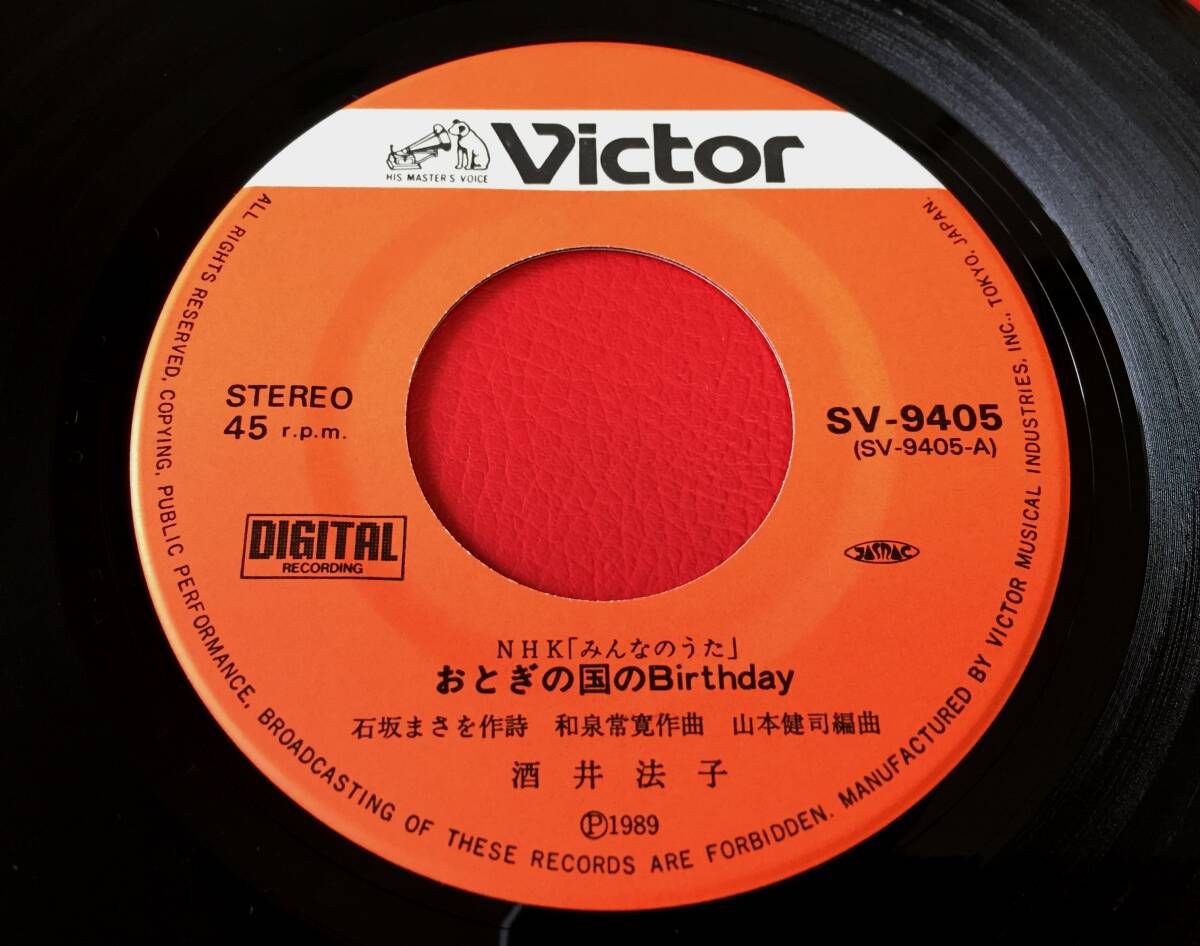 HIS MASTER'S VOICE
Victor
STEREO
45 r.p.m.
SV-9405
(SV-9405-A)
DIGITAL
RECORDING
JASRAC
NHK「みんなのうた」
おとぎの国のBirthday
石坂まさを作詩 和泉常寛作曲 山本健司編曲
酒井法子
Ⓟ1989
ALL RIGHTS RESERVED, COPYING, PUBLIC PERFORMANCE, BROADCASTING OF THESE RECORDS ARE FORBIDDEN. MANUFACTURED BY VICTOR MUSICAL INDUSTRIES, INC., TOKYO, JAPAN.